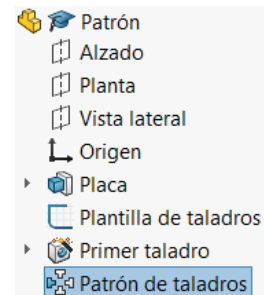 Patrón
Alzado
Planta
Vista lateral
Origen
Placa
Plantilla de taladros
Primer taladro
Patrón de taladros